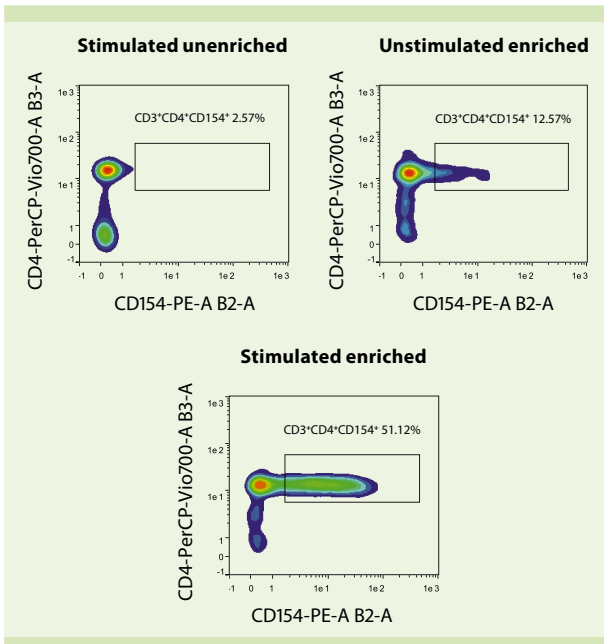 Stimulated unenriched
CD4-PerCP-Vio700-A B3-A
1e3
1e2
1e1
1
0
-1
CD3⁺CD4⁺CD154⁺ 2.57%
-1 0 1 1e1 1e2 1e3
CD154-PE-A B2-A
Unstimulated enriched
CD4-PerCP-Vio700-A B3-A
1e3
1e2
1e1
1
0
-1
CD3⁺CD4⁺CD154⁺ 12.57%
-1 0 1 1e1 1e2 1e3
CD154-PE-A B2-A
Stimulated enriched
CD4-PerCP-Vio700-A B3-A
1e3
1e2
1e1
1
0
-1
CD3⁺CD4⁺CD154⁺ 51.12%
-1 0 1 1e1 1e2 1e3
CD154-PE-A B2-A